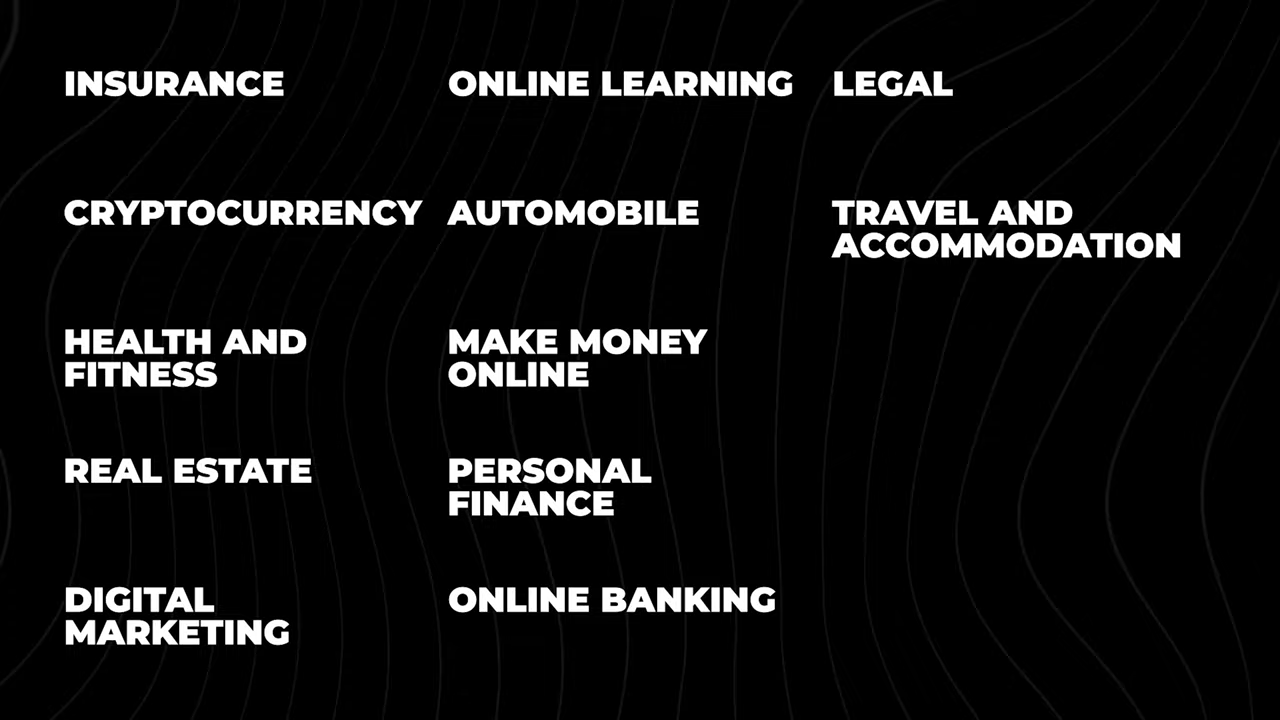 INSURANCE
CRYPTOCURRENCY
HEALTH AND
FITNESS
REAL ESTATE
DIGITAL
MARKETING
ONLINE LEARNING
AUTOMOBILE
MAKE MONEY
ONLINE
PERSONAL
FINANCE
ONLINE BANKING
LEGAL
TRAVEL AND
ACCOMMODATION